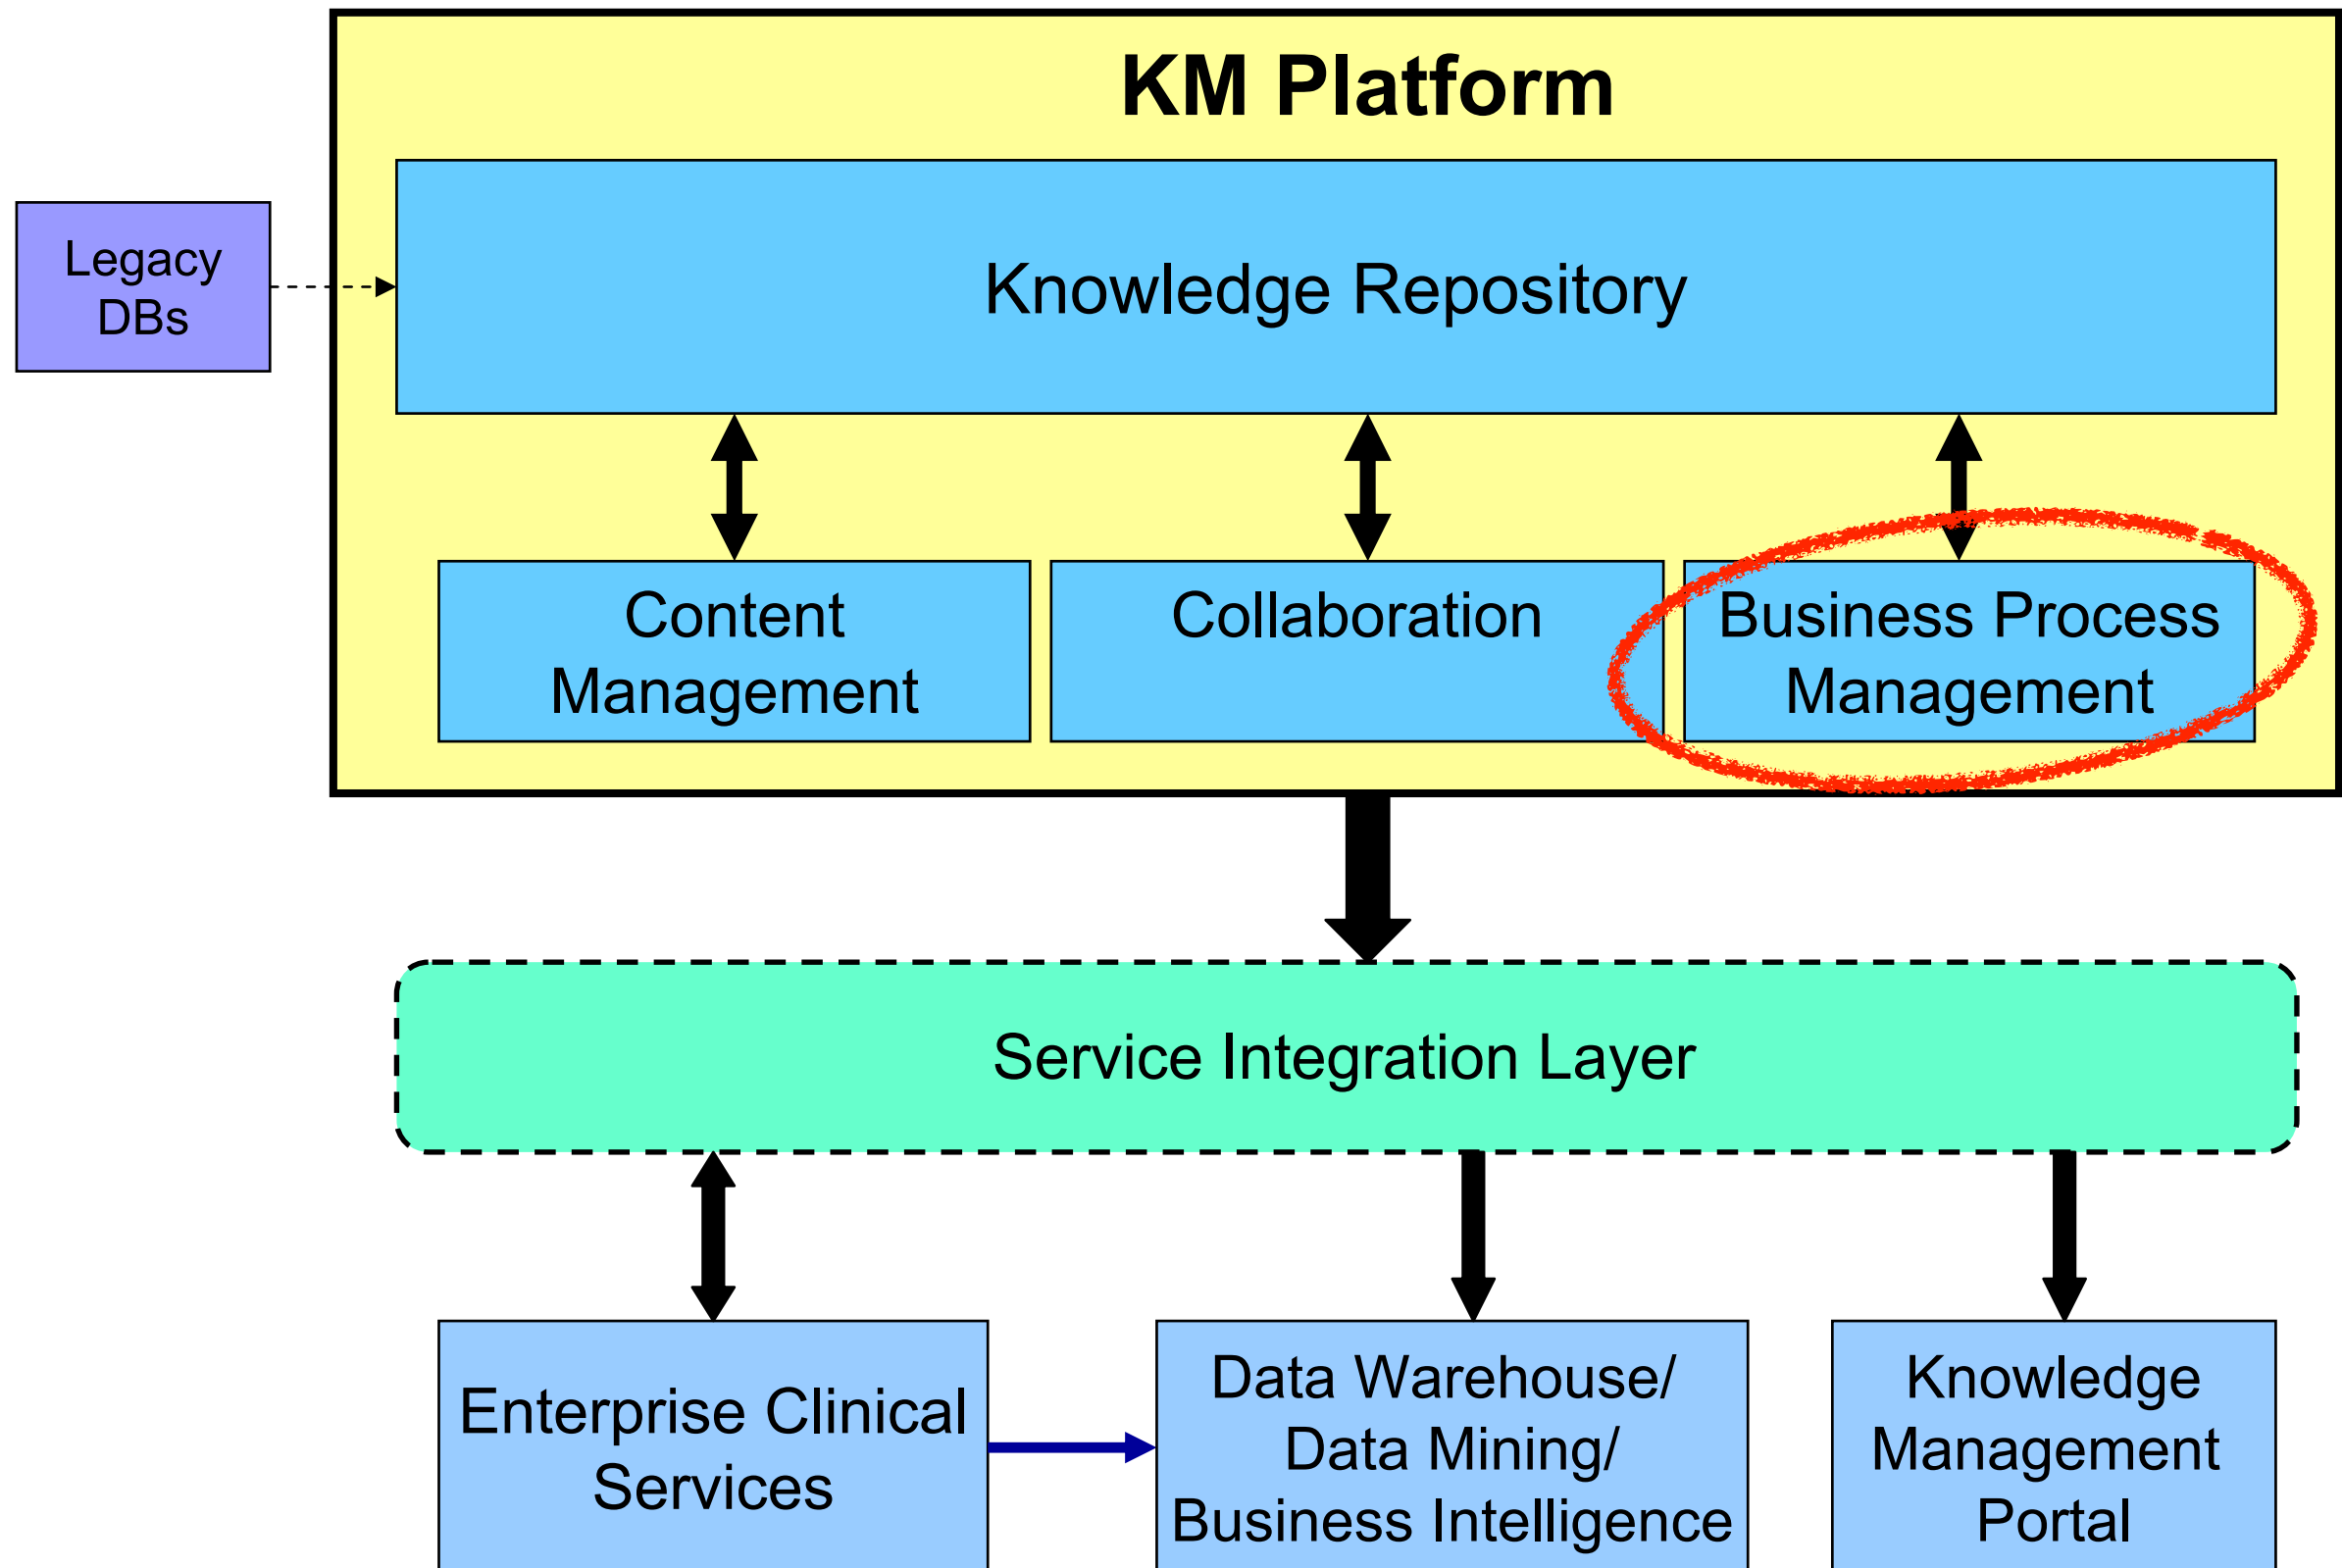 KM Platform
Legacy
DBs
Knowledge Repository
Content
Management
Collaboration
Business Process
Management
Service Integration Layer
Enterprise Clinical
Services
Data Warehouse/
Data Mining/
Business Intelligence
Knowledge
Management
Portal